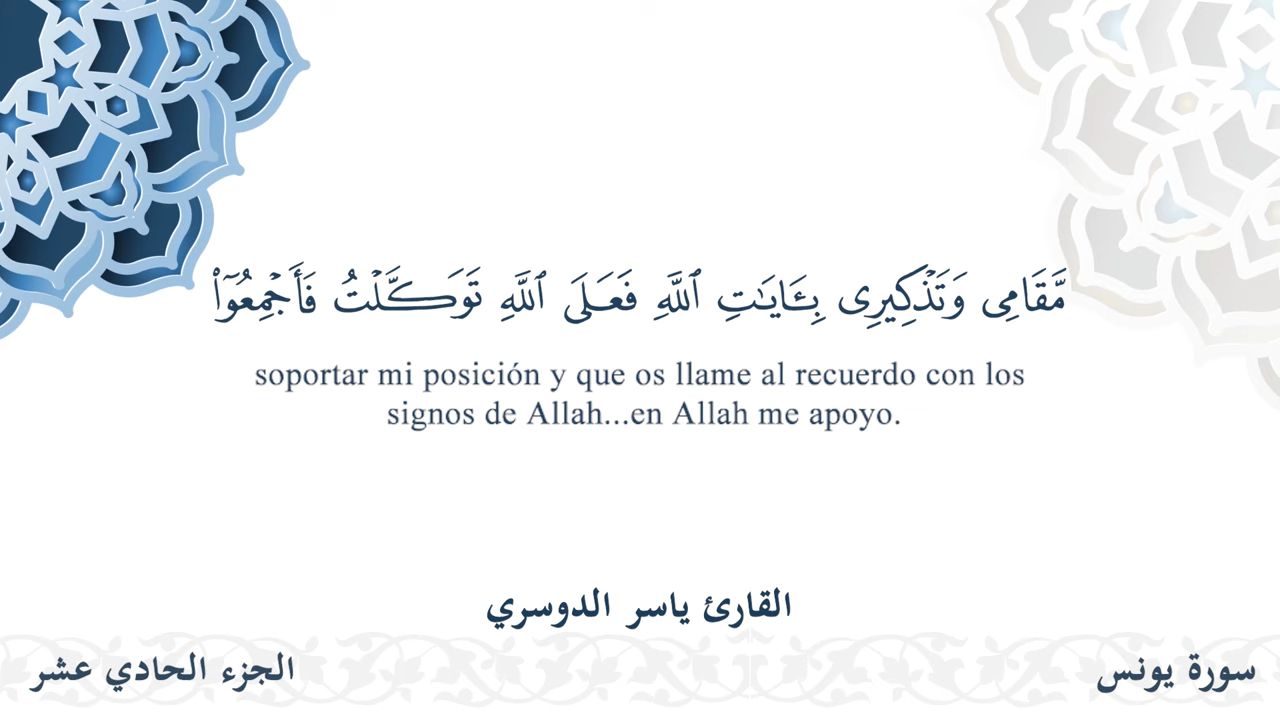 مَّقَامِى وَتَذْكِيرِى بِـَٔايَـٰتِ ٱللَّهِ فَعَلَى ٱللَّهِ تَوَكَّلْتُ فَأَجْمِعُوٓا۟
soportar mi posición y que os llame al recuerdo con los
signos de Allah...en Allah me apoyo.
القارئ ياسر الدوسري
سورة يونس
الجزء الحادي عشر